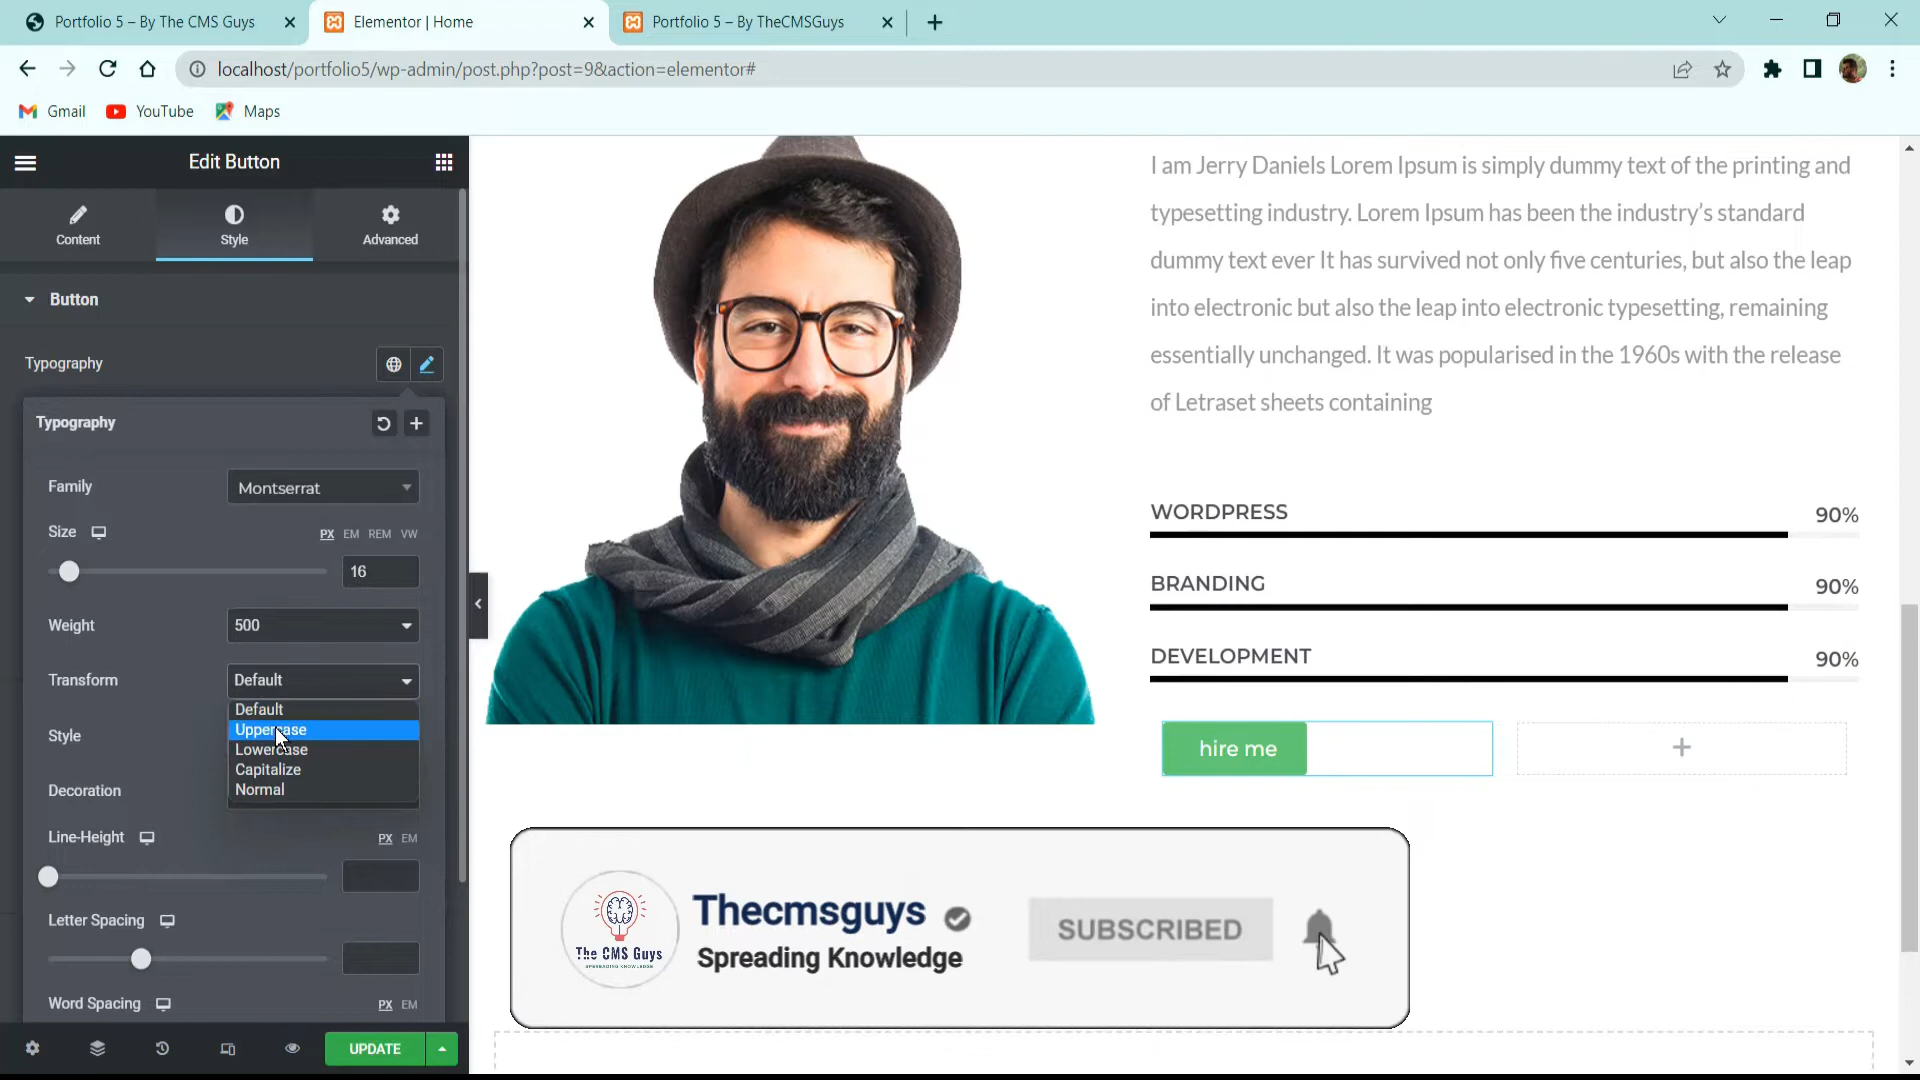 Portfolio 5 – By The CMS Guys
Elementor | Home
Portfolio 5 – By TheCMSGuys
localhost/portfolio5/wp-admin/post.php?post=9&action=elementor#
Gmail
YouTube
Maps
Edit Button
Content
Style
Advanced
Button
Typography
Typography
Family
Montserrat
Size
PX EM REM VW
16
Weight
500
Transform
Default
Default
Uppercase
Lowercase
Capitalize
Normal
Style
Decoration
Line-Height
PX EM
Letter Spacing
Word Spacing
PX EM
UPDATE
I am Jerry Daniels Lorem Ipsum is simply dummy text of the printing and
typesetting industry. Lorem Ipsum has been the industry’s standard
dummy text ever It has survived not only five centuries, but also the leap
into electronic but also the leap into electronic typesetting, remaining
essentially unchanged. It was popularised in the 1960s with the release
of Letraset sheets containing
WORDPRESS 90%
BRANDING 90%
DEVELOPMENT 90%
hire me
The CMS Guys
SPREADING KNOWLEDGE
Thecmsguys
Spreading Knowledge
SUBSCRIBED